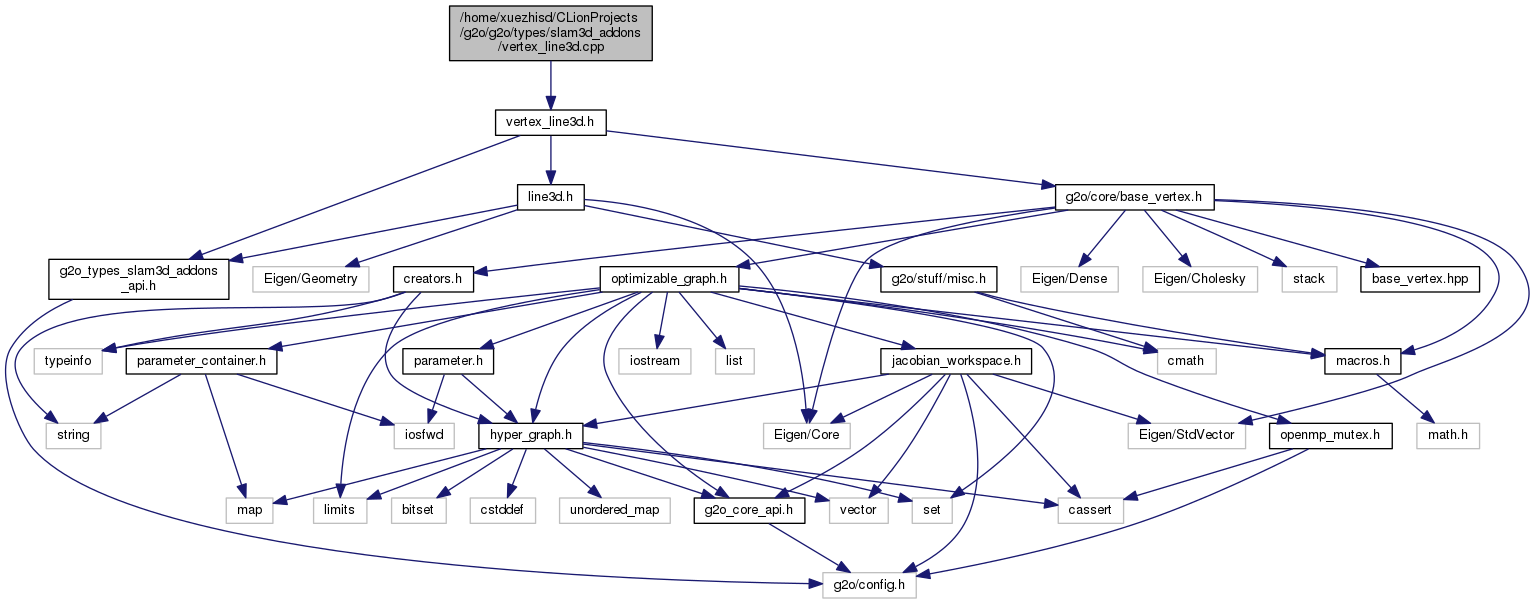 /home/xuezhisd/CLionProjects
/g2o/g2o/types/slam3d_addons
/vertex_line3d.cpp
vertex_line3d.h
line3d.h
g2o/core/base_vertex.h
g2o_types_slam3d_addons
_api.h
Eigen/Geometry
creators.h
optimizable_graph.h
g2o/stuff/misc.h
Eigen/Dense
Eigen/Cholesky
stack
base_vertex.hpp
typeinfo
parameter_container.h
parameter.h
iostream
list
jacobian_workspace.h
cmath
macros.h
string
iosfwd
hyper_graph.h
Eigen/Core
Eigen/StdVector
openmp_mutex.h
math.h
map
limits
bitset
cstddef
unordered_map
g2o_core_api.h
vector
set
cassert
g2o/config.h